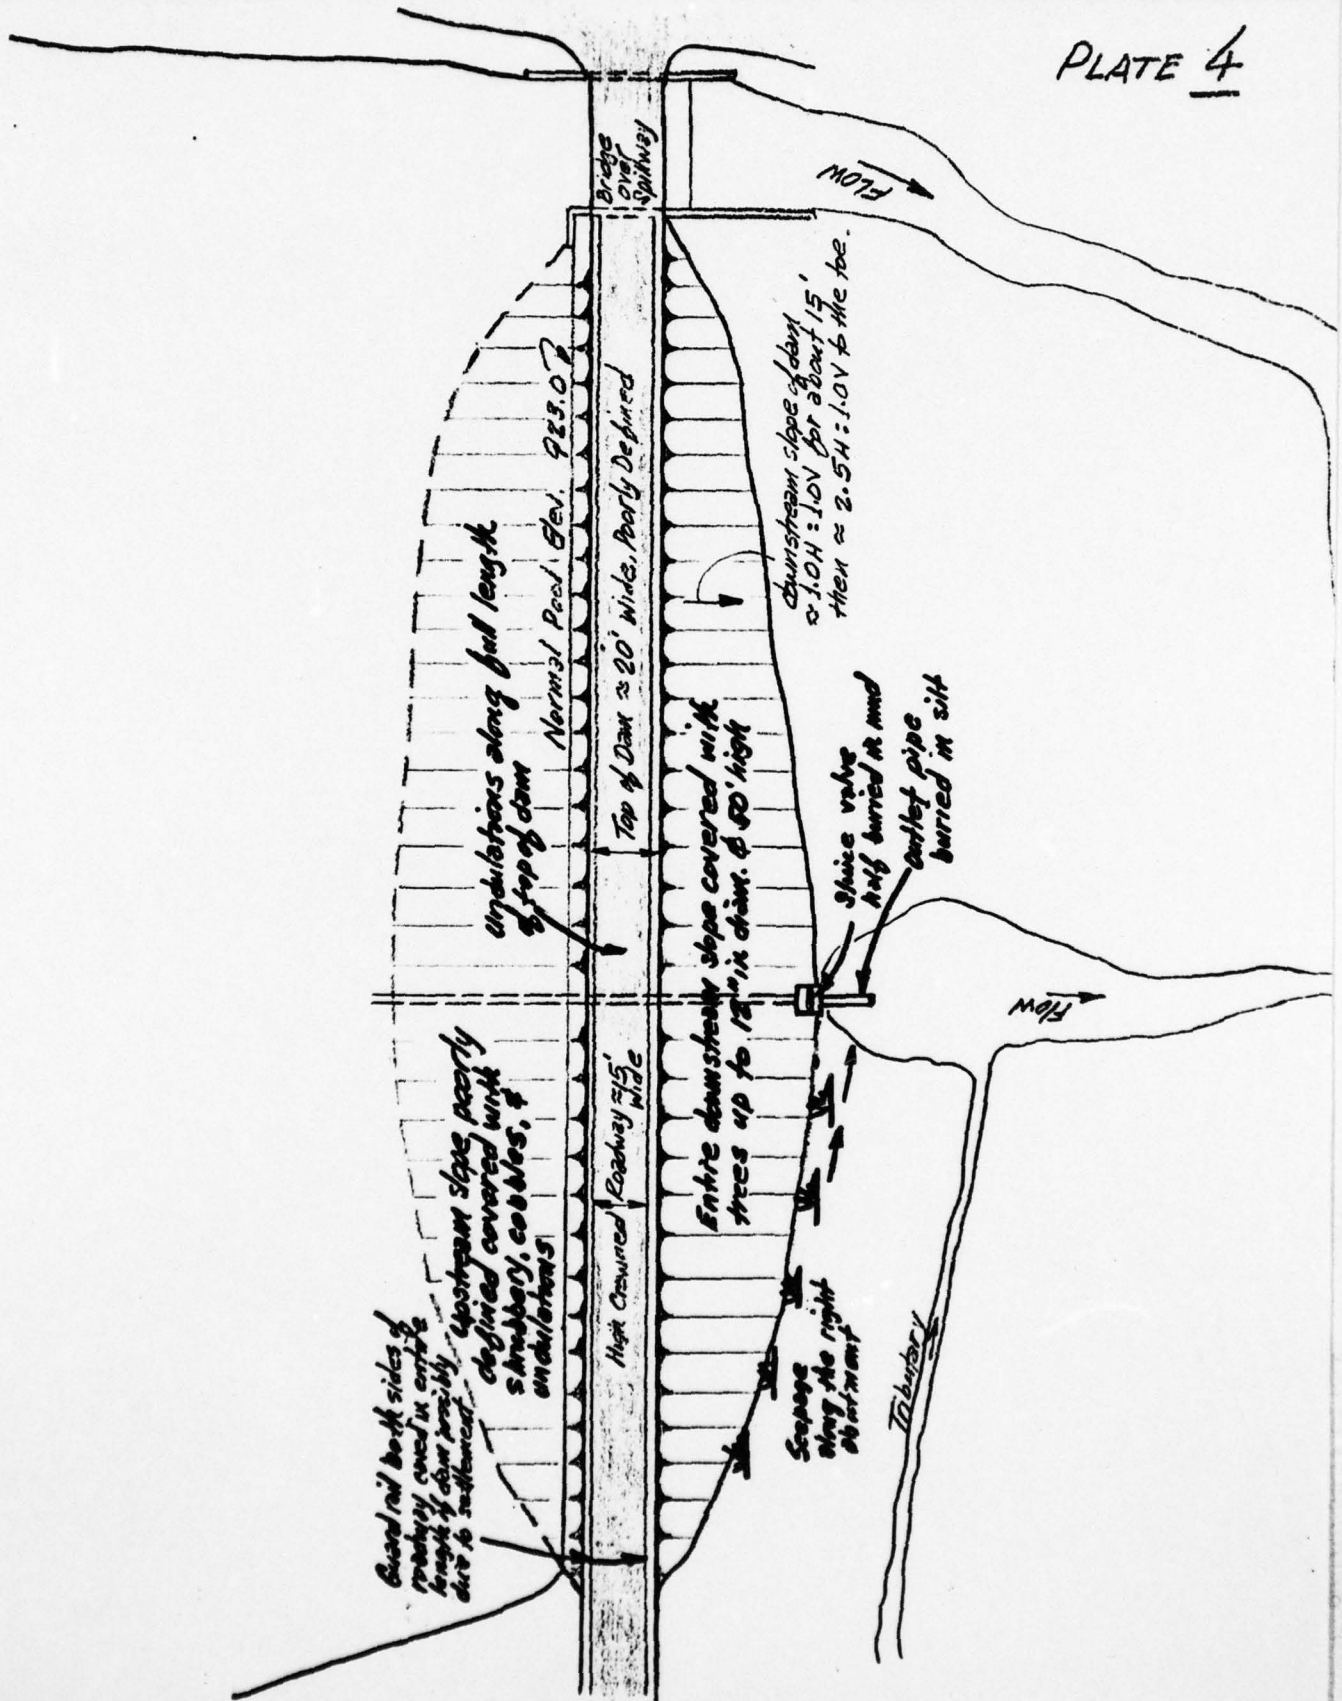 PLATE 4
Bridge
over
Spillway
FLOW
Normal Pool Elev. 923.0?
Top of Dam ≈ 20' Wide, Poorly Defined
downstream slope of dam
≈ 1.0H : 1.0V for about 15'
then ≈ 2.5H : 1.0V to the toe.
Undulations along full length
of top of dam
Entire downstream slope covered with
trees up to 12" in diam. & 50' high
Sluice valve
half buried in mud
outlet pipe
buried in silt
Flow
Upstream slope poorly
defined covered with
shrubbery, cobbles, &
undulations
High Crowned Roadway ≈ 15'
Wide
Guard rail both sides of
roadway caved in entire
length of dam possibly
due to settlement
Seepage
along the right
abutment
Tributary